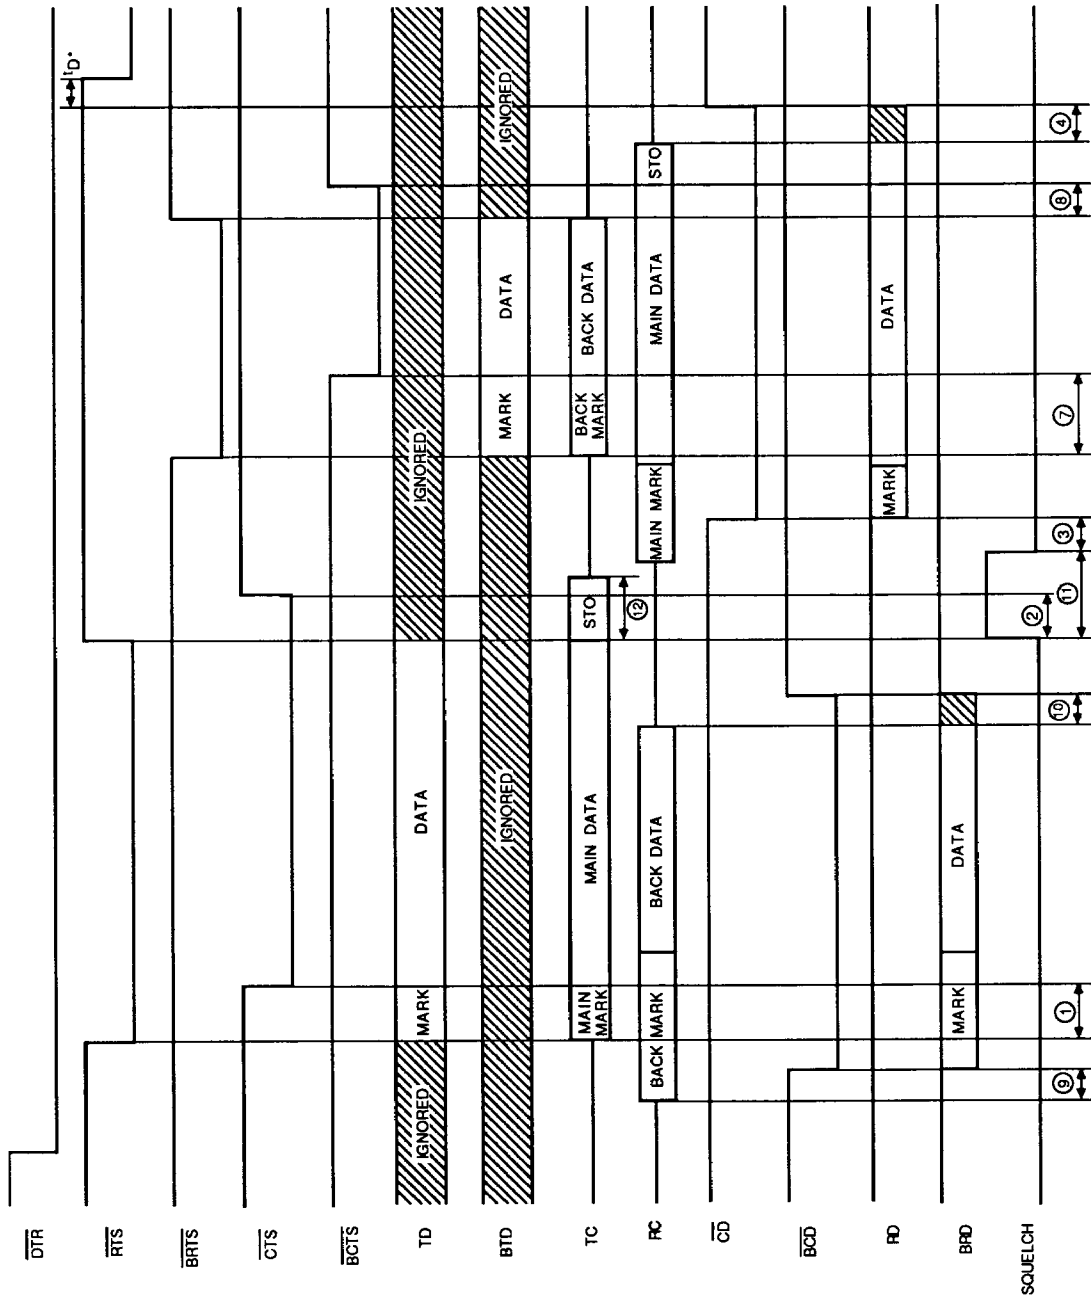 DTR
RTS
tD*
BRTS
CTS
BCTS
TD
IGNORED
MARK
DATA
IGNORED
BTD
IGNORED
MARK
DATA
IGNORED
TC
MAIN
MARK
MAIN DATA
STO
⑫
BACK
MARK
BACK DATA
RC
BACK MARK
BACK DATA
MAIN MARK
MAIN DATA
STO
CD
BCD
RD
MARK
DATA
BRD
MARK
DATA
SQUELCH
⑨
①
⑩
②
⑪
③
⑦
⑧
④